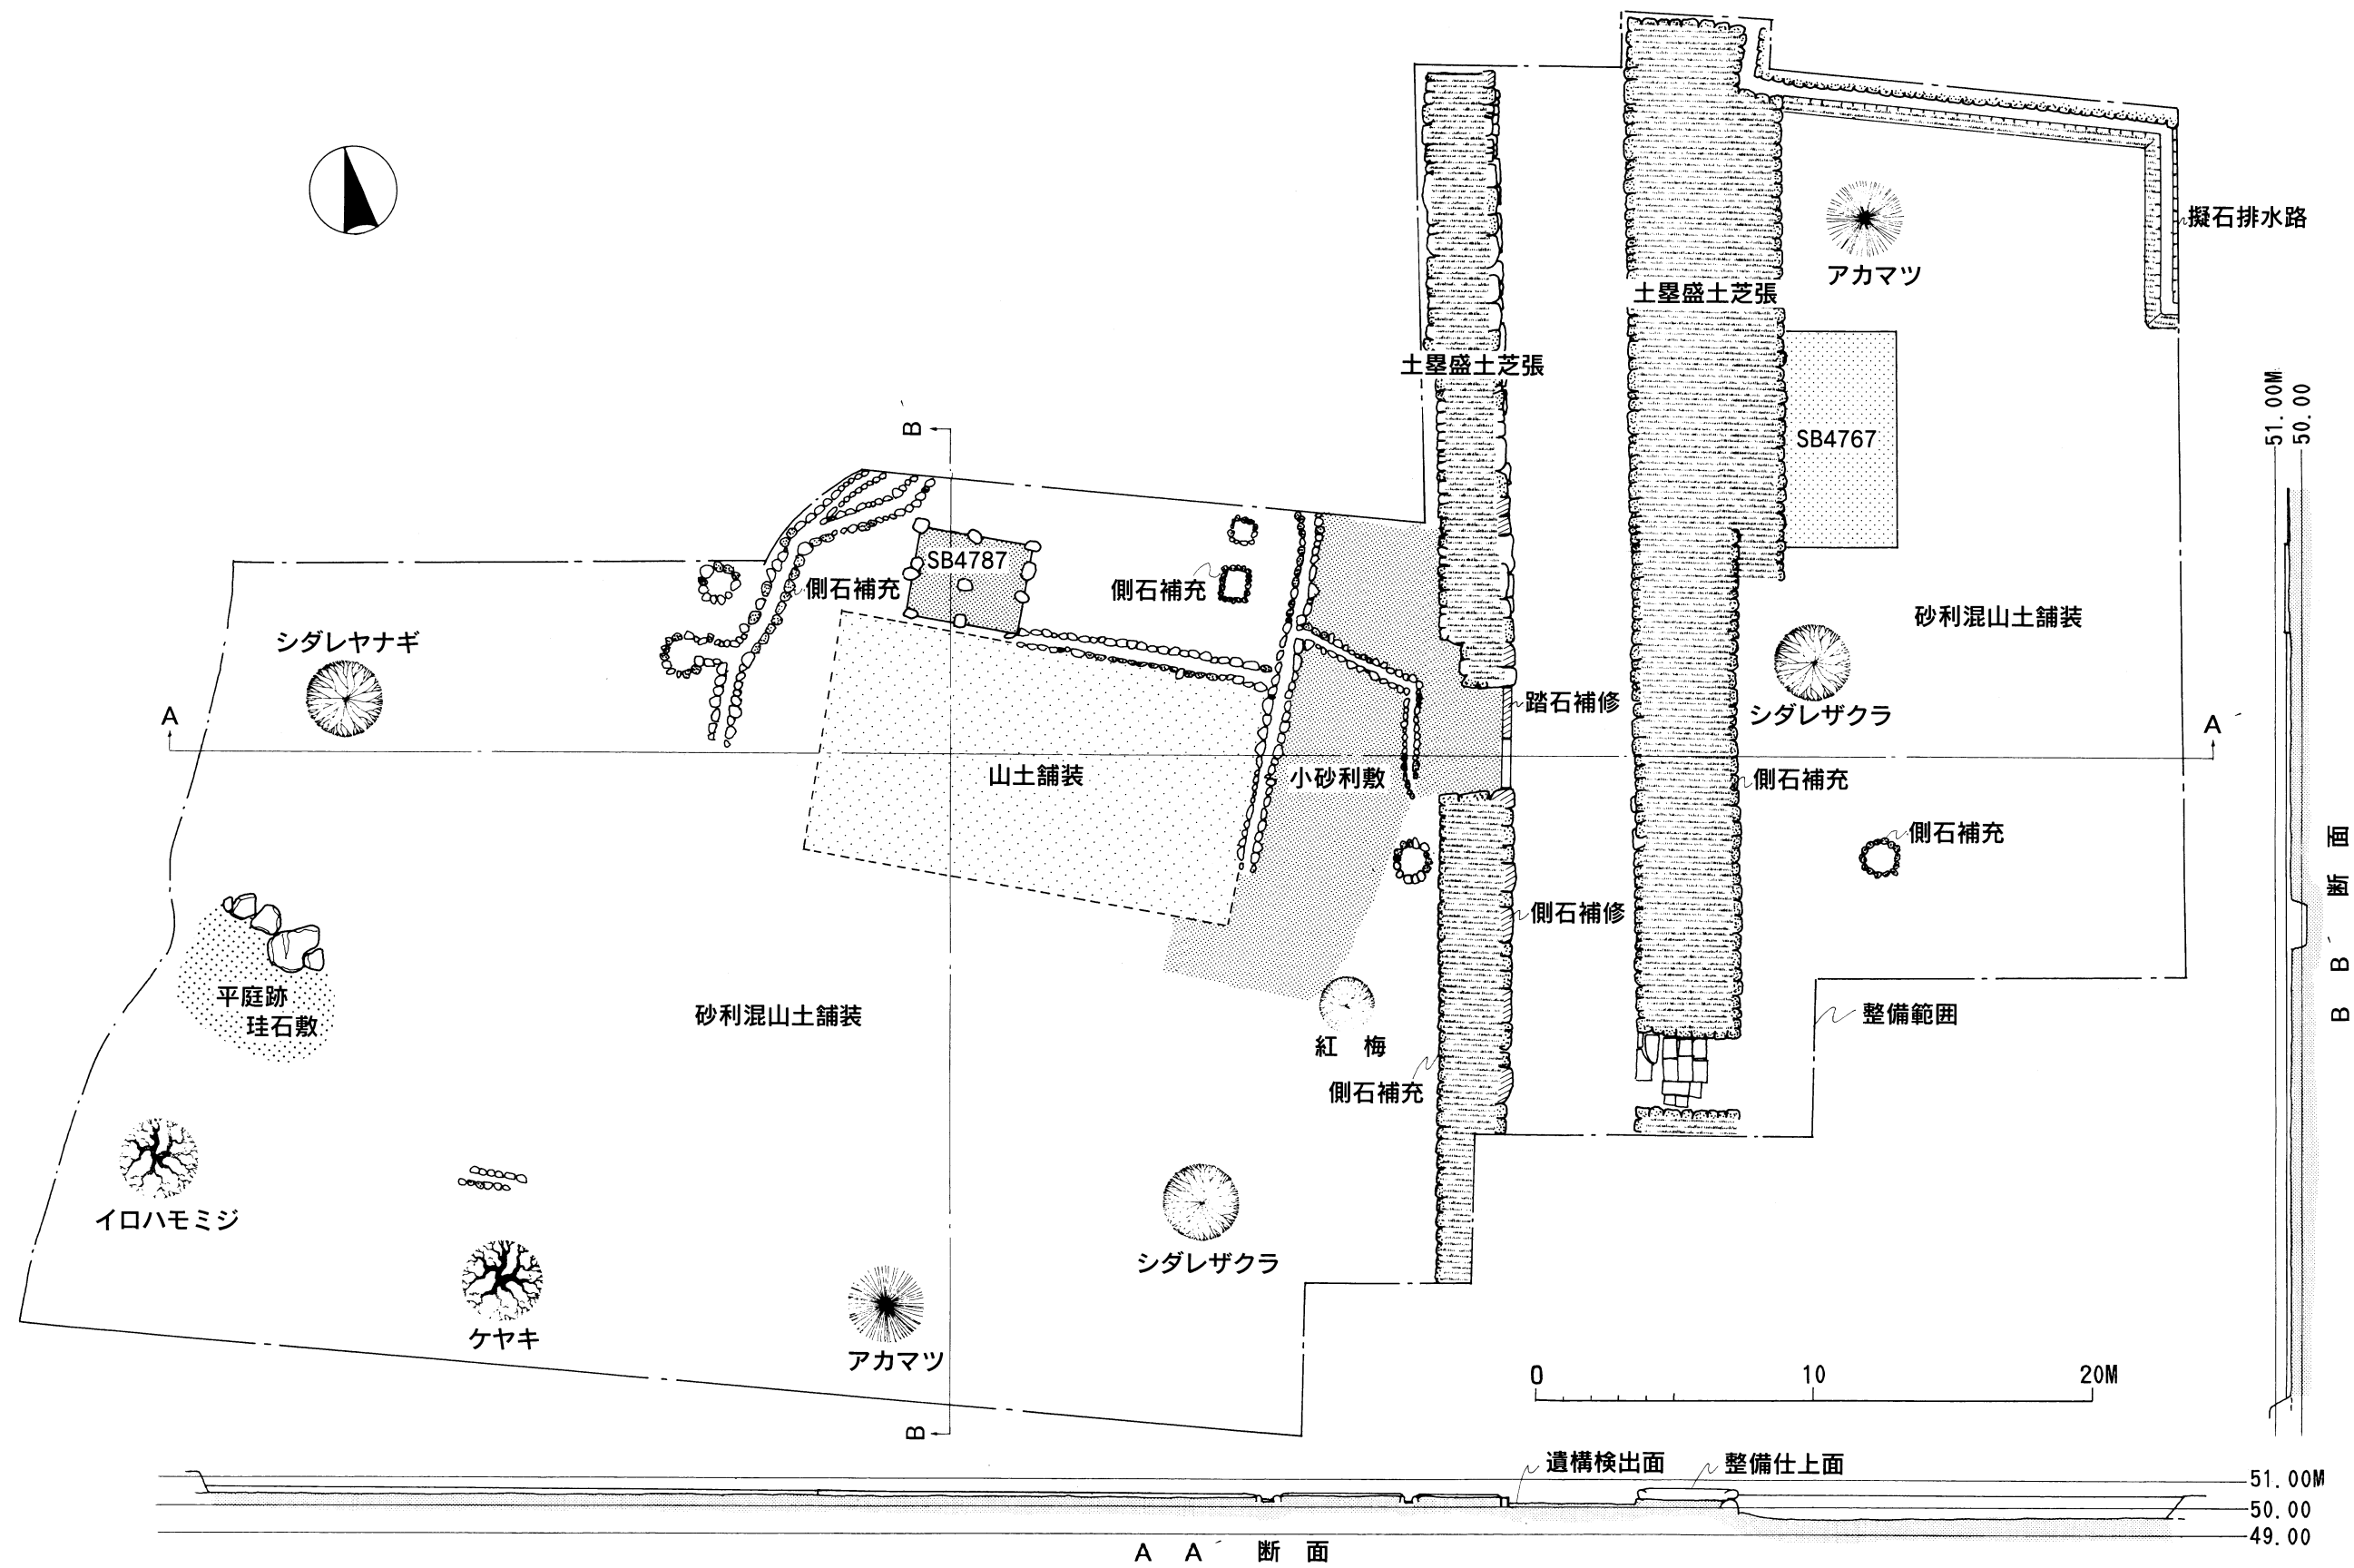 擬石排水路
アカマツ
土塁盛土芝張
土塁盛土芝張
51.00M
50.00
SB4767
B
SB4787
側石補充
側石補充
砂利混山土舗装
シダレヤナギ
踏石補修
シダレザクラ
A
A´
山土舗装
小砂利敷
側石補充
側石補充
側石補修
B B´ 断面
平庭跡
珪石敷
砂利混山土舗装
整備範囲
紅 梅
側石補充
イロハモミジ
シダレザクラ
ケヤキ
アカマツ
0 10 20M
B
遺構検出面
整備仕上面
51.00M
50.00
49.00
A A´ 断 面